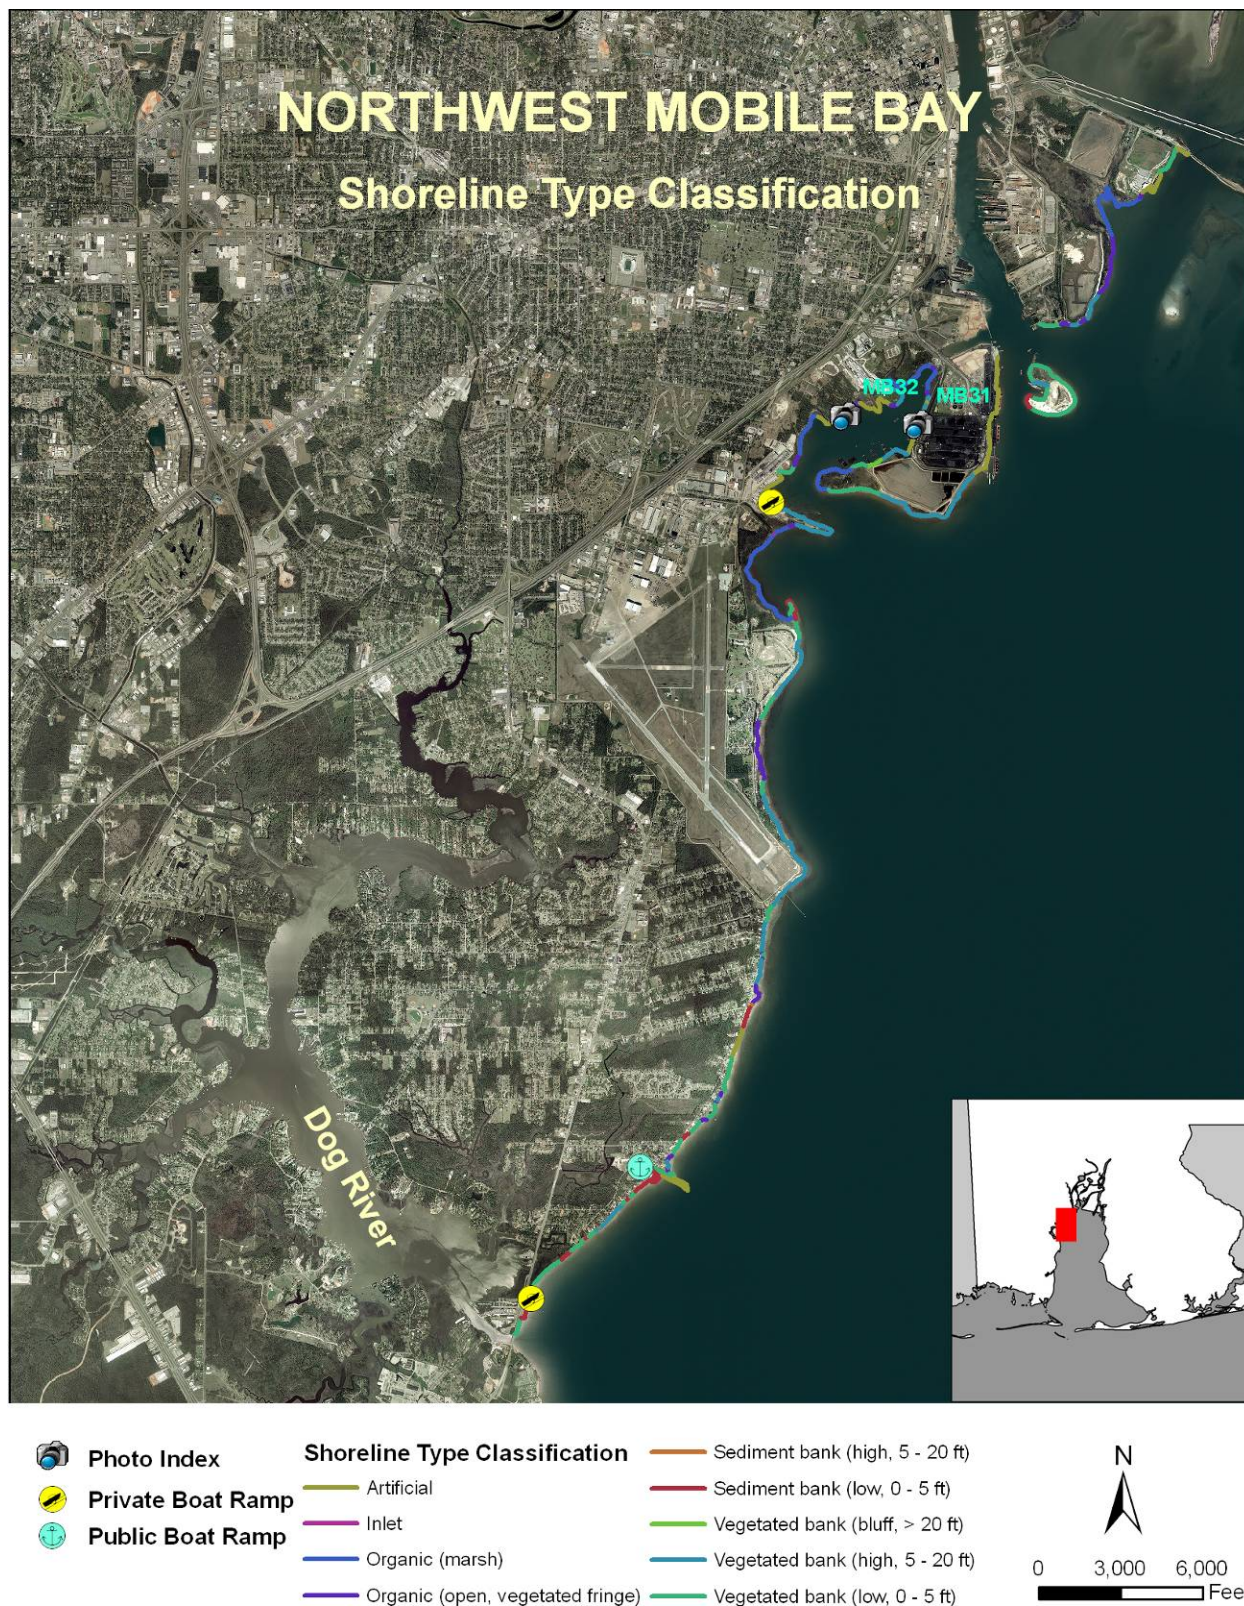 NORTHWEST MOBILE BAY
Shoreline Type Classification
MB32
MB31
Dog River
Photo Index
Private Boat Ramp
Public Boat Ramp
Shoreline Type Classification
Artificial
Inlet
Organic (marsh)
Organic (open, vegetated fringe)
Sediment bank (high, 5 - 20 ft)
Sediment bank (low, 0 - 5 ft)
Vegetated bank (bluff, > 20 ft)
Vegetated bank (high, 5 - 20 ft)
Vegetated bank (low, 0 - 5 ft)
N
0 3,000 6,000
Fee